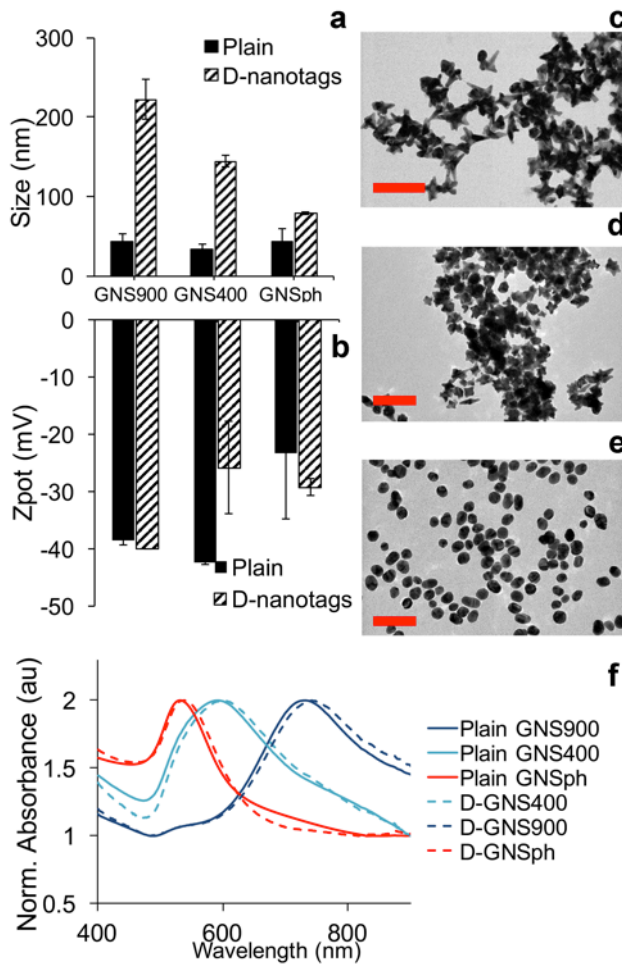 a
300
200
100
0
Size (nm)
Plain
D-nanotags
GNS900 GNS400 GNSph
b
0
-10
-20
-30
-40
-50
Zpot (mV)
Plain
D-nanotags
c
d
e
f
2
1.5
1
0.5
Norm. Absorbance (au)
400 600 800
Wavelength (nm)
Plain GNS900
Plain GNS400
Plain GNSph
D-GNS400
D-GNS900
D-GNSph